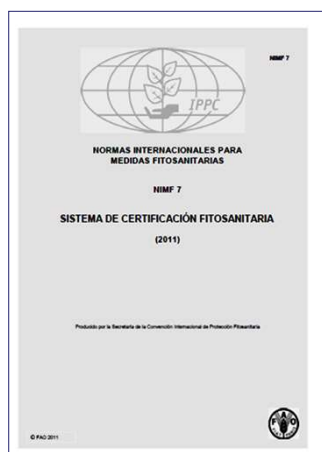 NIMF 7
IPPC
NORMAS INTERNACIONALES PARA
MEDIDAS FITOSANITARIAS
NIMF 7
SISTEMA DE CERTIFICACIÓN FITOSANITARIA
(2011)
Producido por la Secretaría de la Convención Internacional de Protección Fitosanitaria
FAO
© FAO 2011